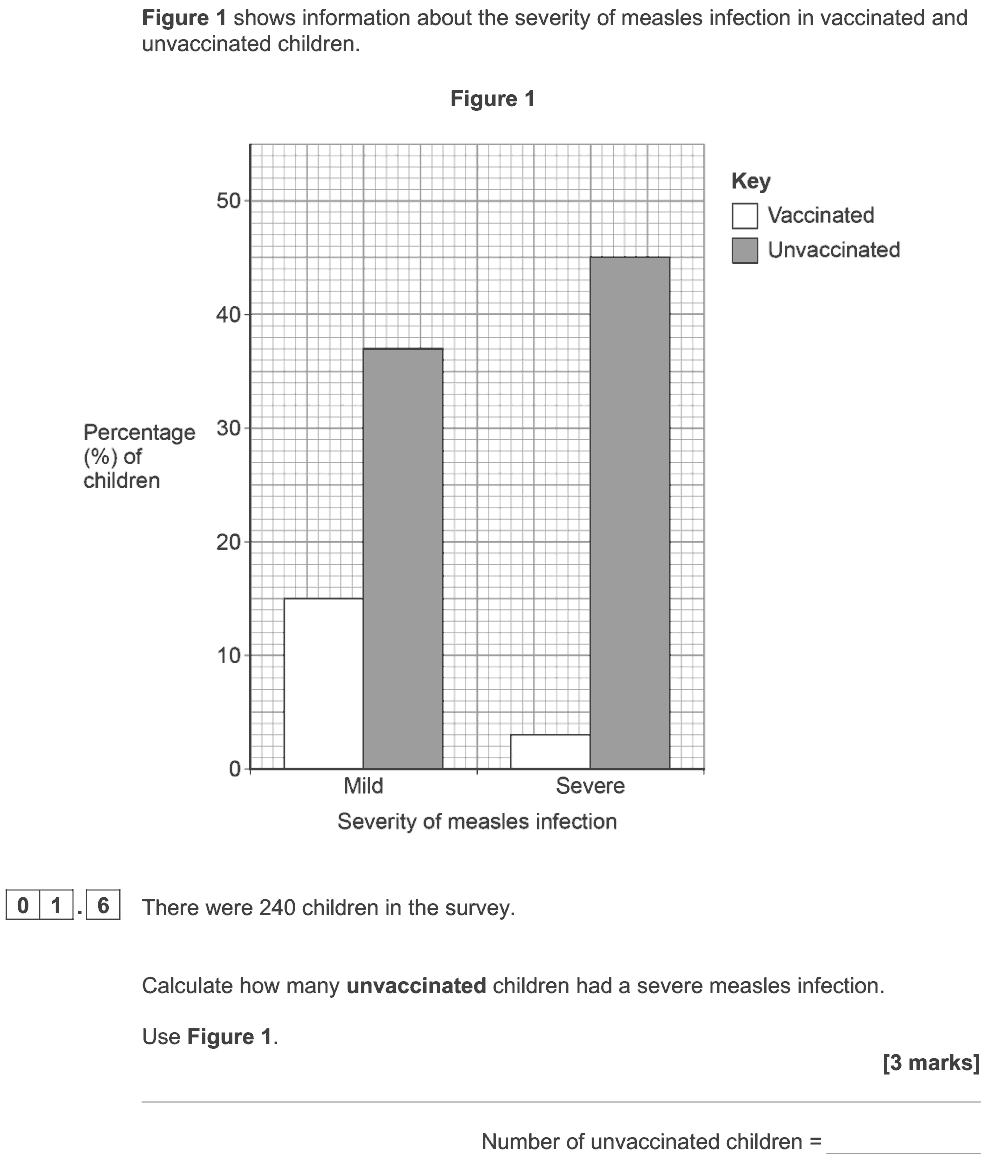 Figure 1 shows information about the severity of measles infection in vaccinated and
unvaccinated children.
Figure 1
Key
Vaccinated
Unvaccinated
50
40
30
20
10
0
Percentage
(%) of
children
Mild
Severe
Severity of measles infection
0 1 . 6 There were 240 children in the survey.
Calculate how many unvaccinated children had a severe measles infection.
Use Figure 1.
[3 marks]
Number of unvaccinated children =